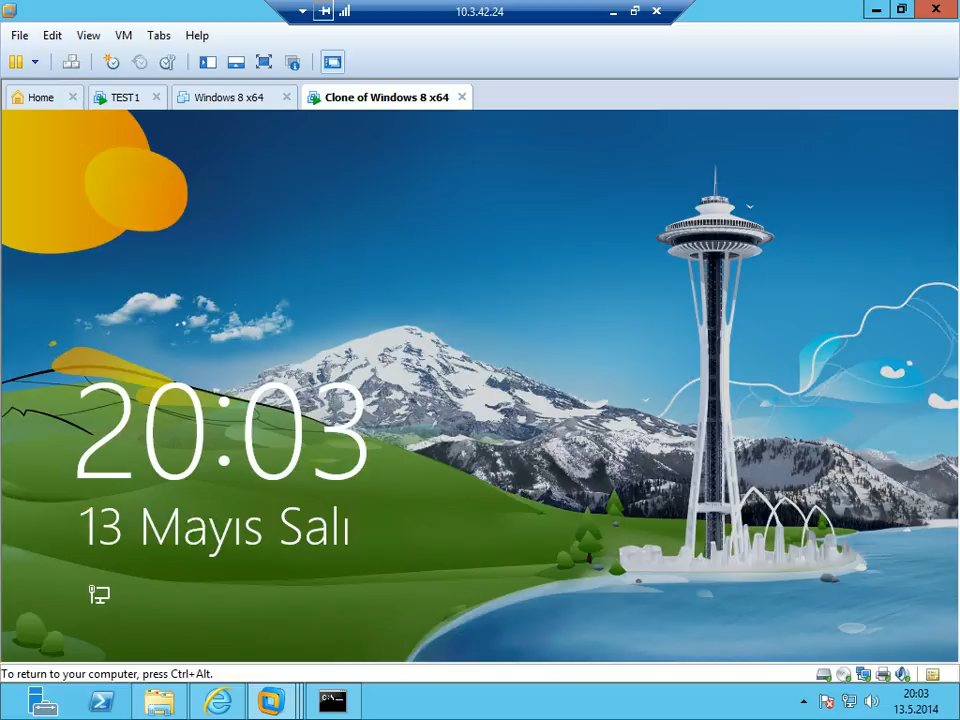 10.3.42.24
File Edit View VM Tabs Help
Home TEST1 Windows 8 x64 Clone of Windows 8 x64
20:03
13 Mayıs Salı
To return to your computer, press Ctrl+Alt.
20:03
13.5.2014